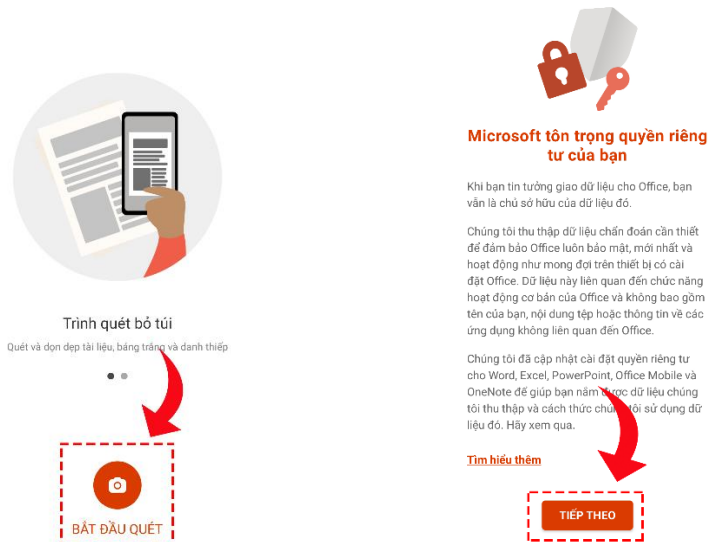 Trình quét bỏ túi
Quét và dọn dẹp tài liệu, bảng trắng và danh thiếp
BẮT ĐẦU QUÉT
Microsoft tôn trọng quyền riêng
tư của bạn
Khi bạn tin tưởng giao dữ liệu cho Office, bạn
vẫn là chủ sở hữu của dữ liệu đó.
Chúng tôi thu thập dữ liệu chẩn đoán cần thiết
để đảm bảo Office luôn bảo mật, mới nhất và
hoạt động như mong đợi trên thiết bị có cài
đặt Office. Dữ liệu này liên quan đến chức năng
hoạt động cơ bản của Office và không bao gồm
tên của bạn, nội dung tệp hoặc thông tin về các
ứng dụng không liên quan đến Office.
Chúng tôi đã cập nhật cài đặt quyền riêng tư
cho Word, Excel, PowerPoint, Office Mobile và
OneNote để giúp bạn nắm được dữ liệu chúng
tôi thu thập và cách thức chúng tôi sử dụng dữ
liệu đó. Hãy xem qua.
Tìm hiểu thêm
TIẾP THEO